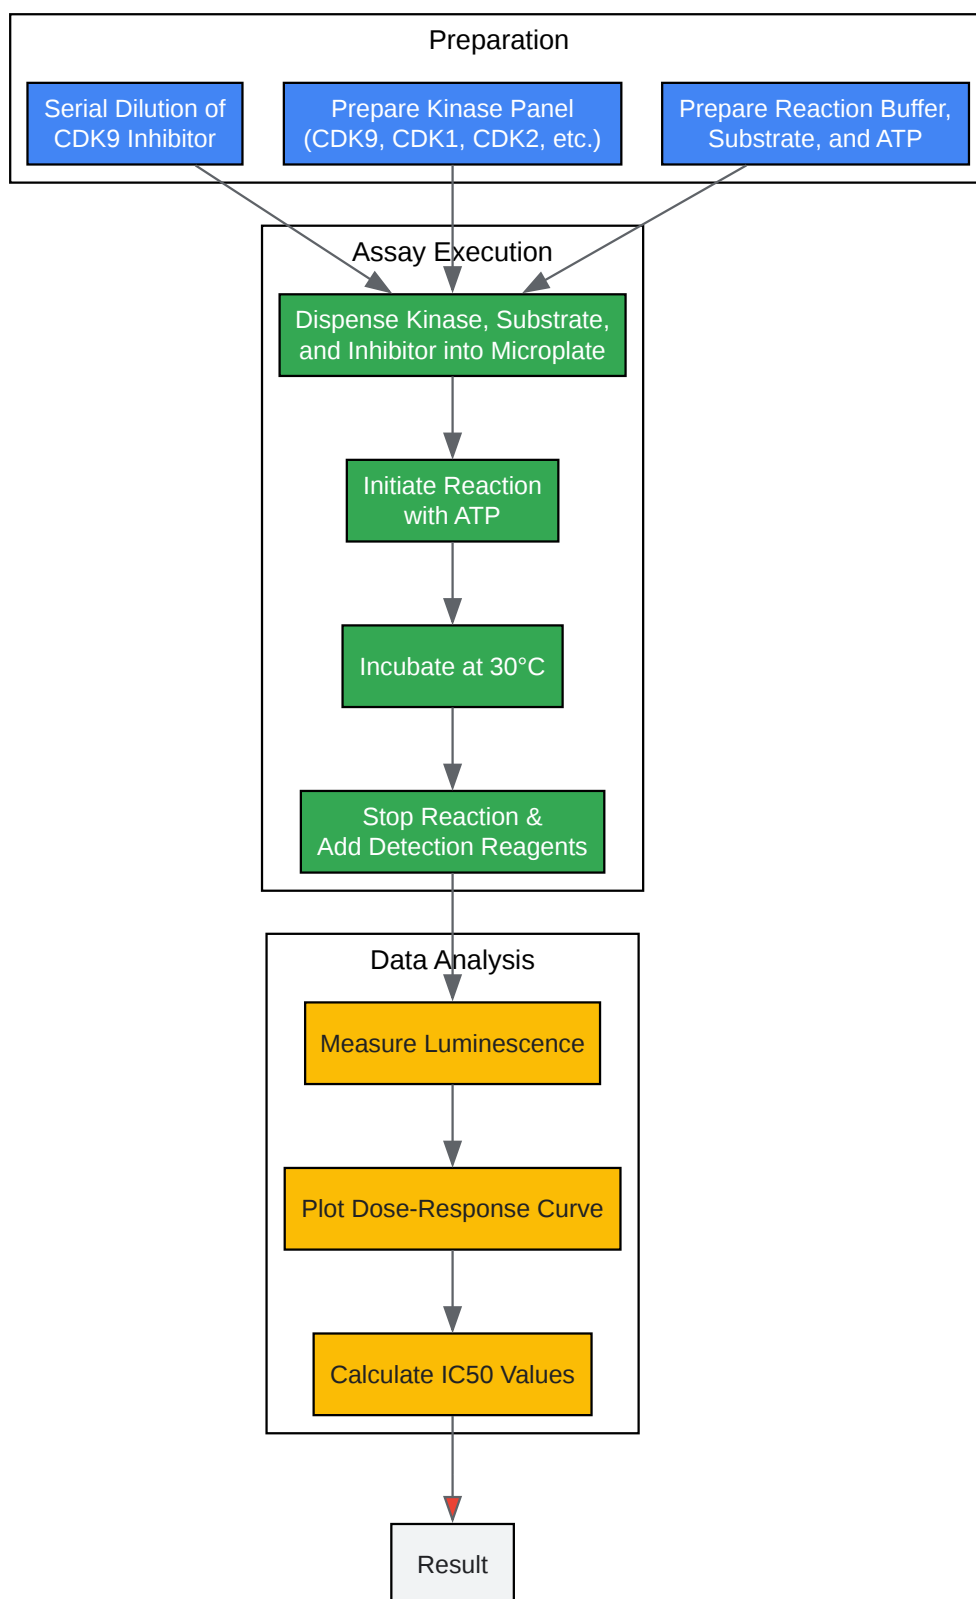 Preparation
Serial Dilution of
CDK9 Inhibitor
Prepare Kinase Panel
(CDK9, CDK1, CDK2, etc.)
Prepare Reaction Buffer,
Substrate, and ATP
Assay Execution
Dispense Kinase, Substrate,
and Inhibitor into Microplate
Initiate Reaction
with ATP
Incubate at 30°C
Stop Reaction &
Add Detection Reagents
Data Analysis
Measure Luminescence
Plot Dose-Response Curve
Calculate IC50 Values
Result